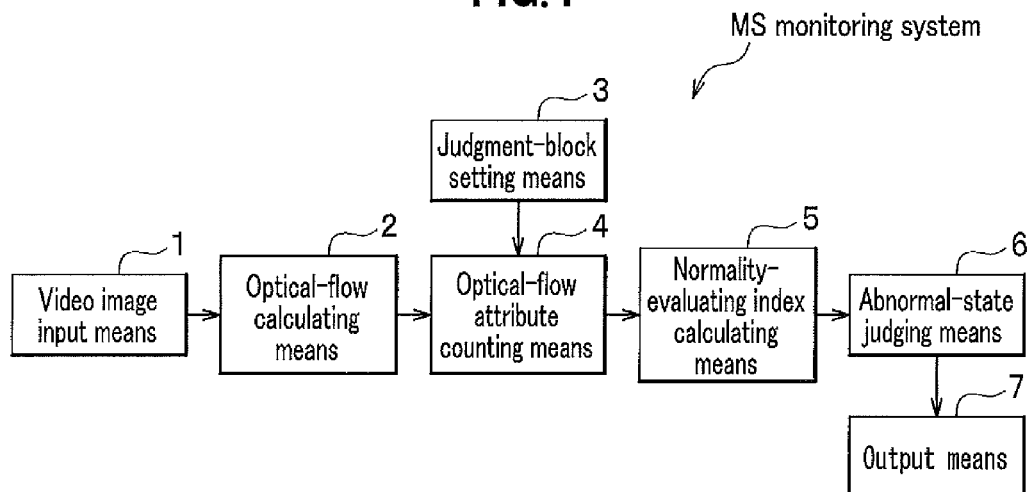 MS monitoring system
3
Judgment-block
setting means
1
Video image
input means
2
Optical-flow
calculating
means
4
Optical-flow
attribute
counting means
5
Normality-
evaluating index
calculating
means
6
Abnormal-state
judging means
7
Output means